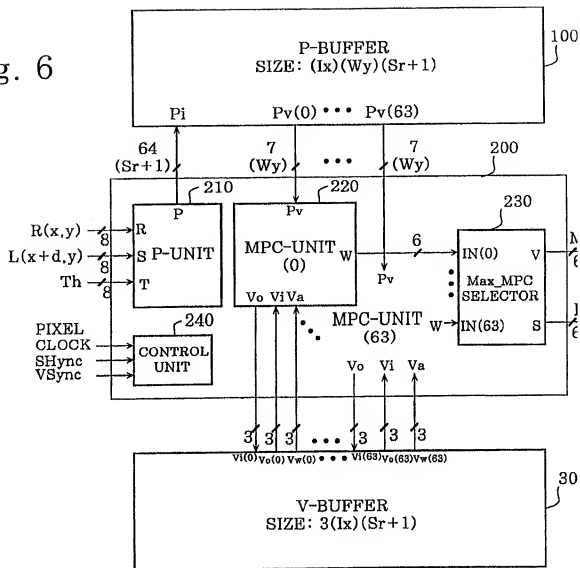 g. 6
P-BUFFER
SIZE: (Ix)(Wy)(Sr+1)
100
Pi
Pv(0) ••• Pv(63)
64
(Sr+1)
7
(Wy)
•••
7
(Wy)
200
210
220
230
P
Pv
R(x,y)
8
R
L(x+d,y)
8
S
Th
8
T
P-UNIT
MPC-UNIT
(0)
W
6
Pv
IN(0)
V
Max_MPC
SELECTOR
IN(63)
S
6
6
Vo Vi Va
MPC-UNIT
(63)
W
240
PIXEL
CLOCK
SHync
VSync
CONTROL
UNIT
Vo Vi Va
3 3 3 ••• 3 3 3
Vi(0) Vo(0) Vw(0) ••• Vi(63) Vo(63) Vw(63)
30
V-BUFFER
SIZE: 3(Ix)(Sr+1)